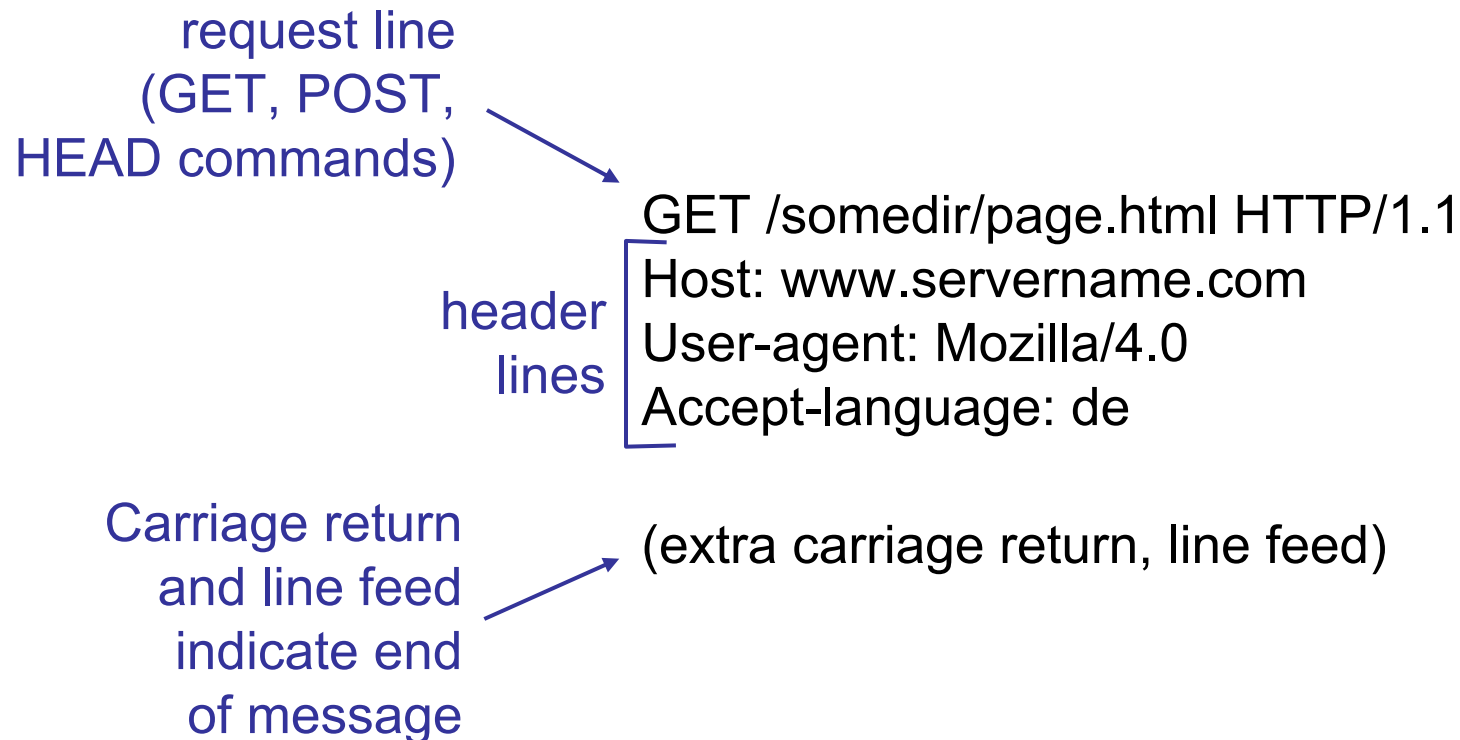 request line
(GET, POST,
HEAD commands)
GET /somedir/page.html HTTP/1.1
header
lines
Host: www.servername.com
User-agent: Mozilla/4.0
Accept-language: de
Carriage return
and line feed
indicate end
of message
(extra carriage return, line feed)